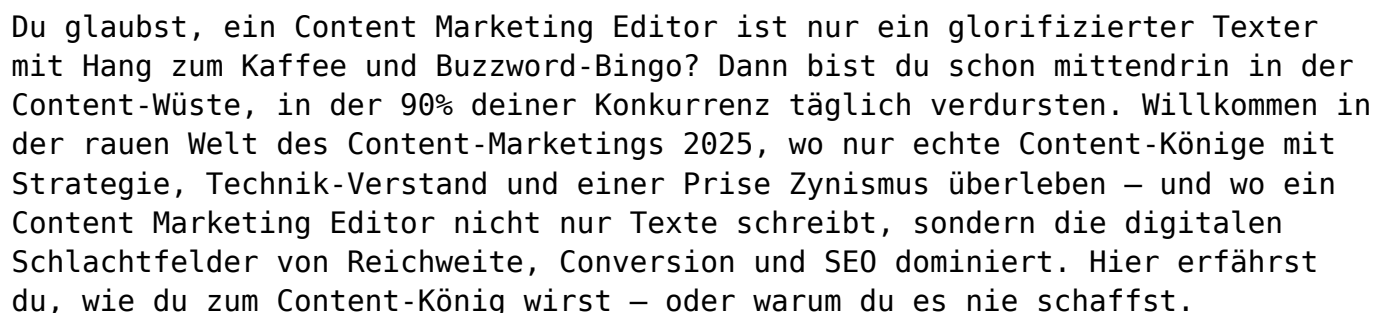 Du glaubst, ein Content Marketing Editor ist nur ein glorifizierter Texter
mit Hang zum Kaffee und Buzzword-Bingo? Dann bist du schon mittendrin in der
Content-Wüste, in der 90% deiner Konkurrenz täglich verdursten. Willkommen in
der rauen Welt des Content-Marketings 2025, wo nur echte Content-Könige mit
Strategie, Technik-Verstand und einer Prise Zynismus überleben – und wo ein
Content Marketing Editor nicht nur Texte schreibt, sondern die digitalen
Schlachtfelder von Reichweite, Conversion und SEO dominiert. Hier erfährst
du, wie du zum Content-König wirst – oder warum du es nie schaffst.